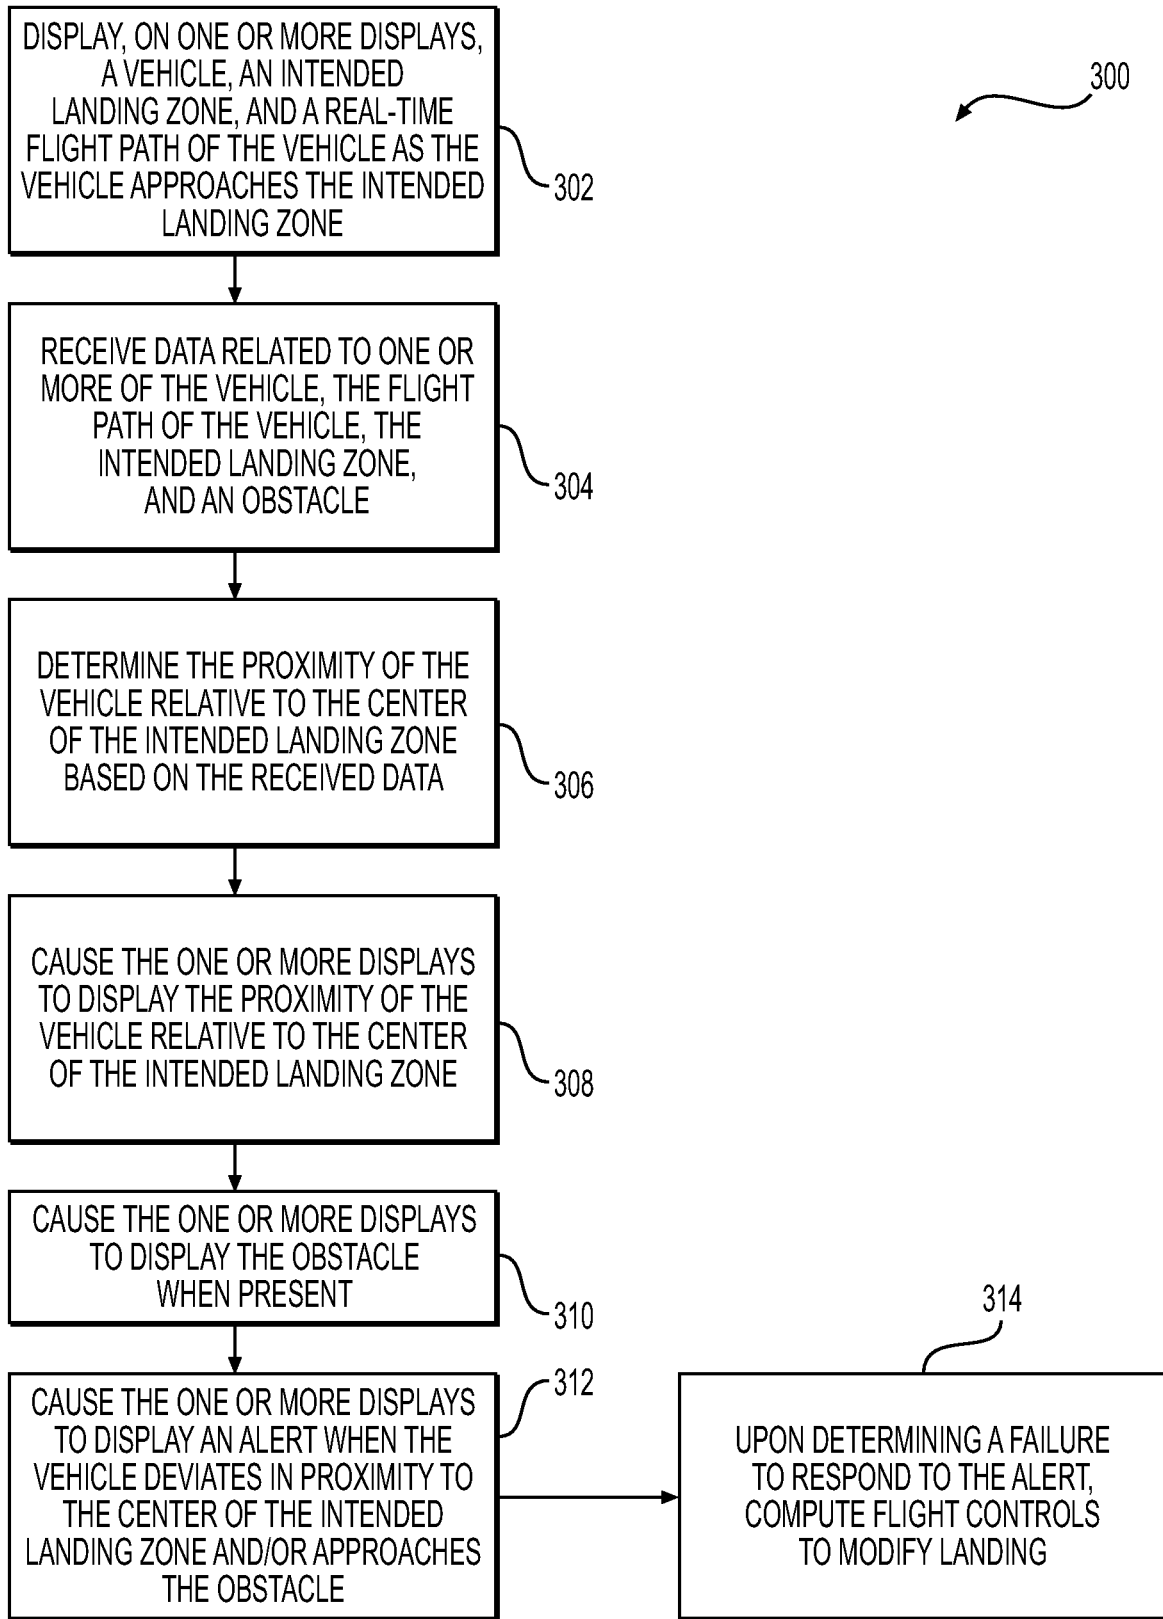 DISPLAY, ON ONE OR MORE DISPLAYS,
A VEHICLE, AN INTENDED
LANDING ZONE, AND A REAL-TIME
FLIGHT PATH OF THE VEHICLE AS THE
VEHICLE APPROACHES THE INTENDED
LANDING ZONE
300
302
RECEIVE DATA RELATED TO ONE OR
MORE OF THE VEHICLE, THE FLIGHT
PATH OF THE VEHICLE, THE
INTENDED LANDING ZONE,
AND AN OBSTACLE
304
DETERMINE THE PROXIMITY OF THE
VEHICLE RELATIVE TO THE CENTER
OF THE INTENDED LANDING ZONE
BASED ON THE RECEIVED DATA
306
CAUSE THE ONE OR MORE DISPLAYS
TO DISPLAY THE PROXIMITY OF THE
VEHICLE RELATIVE TO THE CENTER
OF THE INTENDED LANDING ZONE
308
CAUSE THE ONE OR MORE DISPLAYS
TO DISPLAY THE OBSTACLE
WHEN PRESENT
310
CAUSE THE ONE OR MORE DISPLAYS
TO DISPLAY AN ALERT WHEN THE
VEHICLE DEVIATES IN PROXIMITY TO
THE CENTER OF THE INTENDED
LANDING ZONE AND/OR APPROACHES
THE OBSTACLE
312
314
UPON DETERMINING A FAILURE
TO RESPOND TO THE ALERT,
COMPUTE FLIGHT CONTROLS
TO MODIFY LANDING